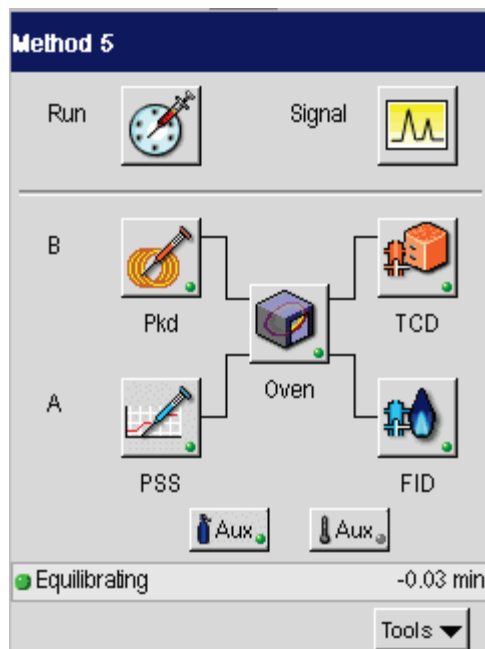 Method 5
Run Signal
B
Pkd TCD
Oven
A
PSS FID
Aux Aux
Equilibrating -0.03 min
Tools